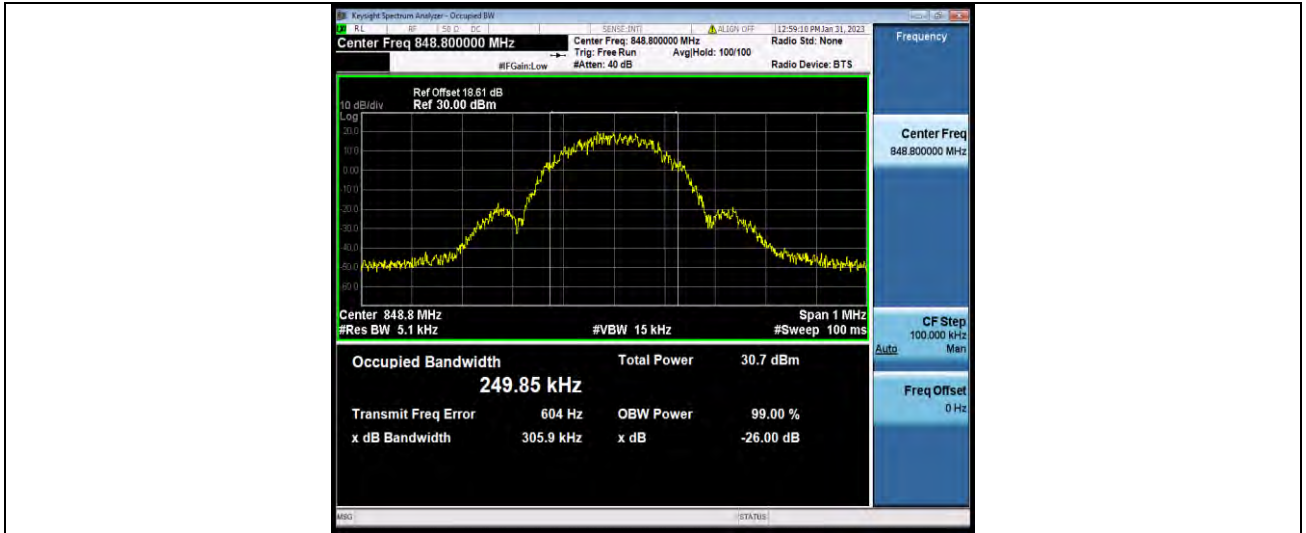 Keysight Spectrum Analyzer - Occupied BW
RL RF 50 Ω DC SENSE:INT ALIGN OFF 12:59:10 PM Jan 31, 2023
Center Freq 848.800000 MHz Center Freq: 848.800000 MHz Radio Std: None
Trig: Free Run Avg|Hold: 100/100
#IFGain:Low #Atten: 40 dB Radio Device: BTS
Ref Offset 18.61 dB
10 dB/div Ref 30.00 dBm
Log
20.0
10.0
0.00
-10.0
-20.0
-30.0
-40.0
-50.0
-60.0
Center 848.8 MHz Span 1 MHz
#Res BW 5.1 kHz #VBW 15 kHz #Sweep 100 ms
Occupied Bandwidth Total Power 30.7 dBm
249.85 kHz
Transmit Freq Error 604 Hz OBW Power 99.00 %
x dB Bandwidth 305.9 kHz x dB -26.00 dB
MSG STATUS
Frequency
Center Freq
848.800000 MHz
CF Step
100.000 kHz
Auto Man
Freq Offset
0 Hz